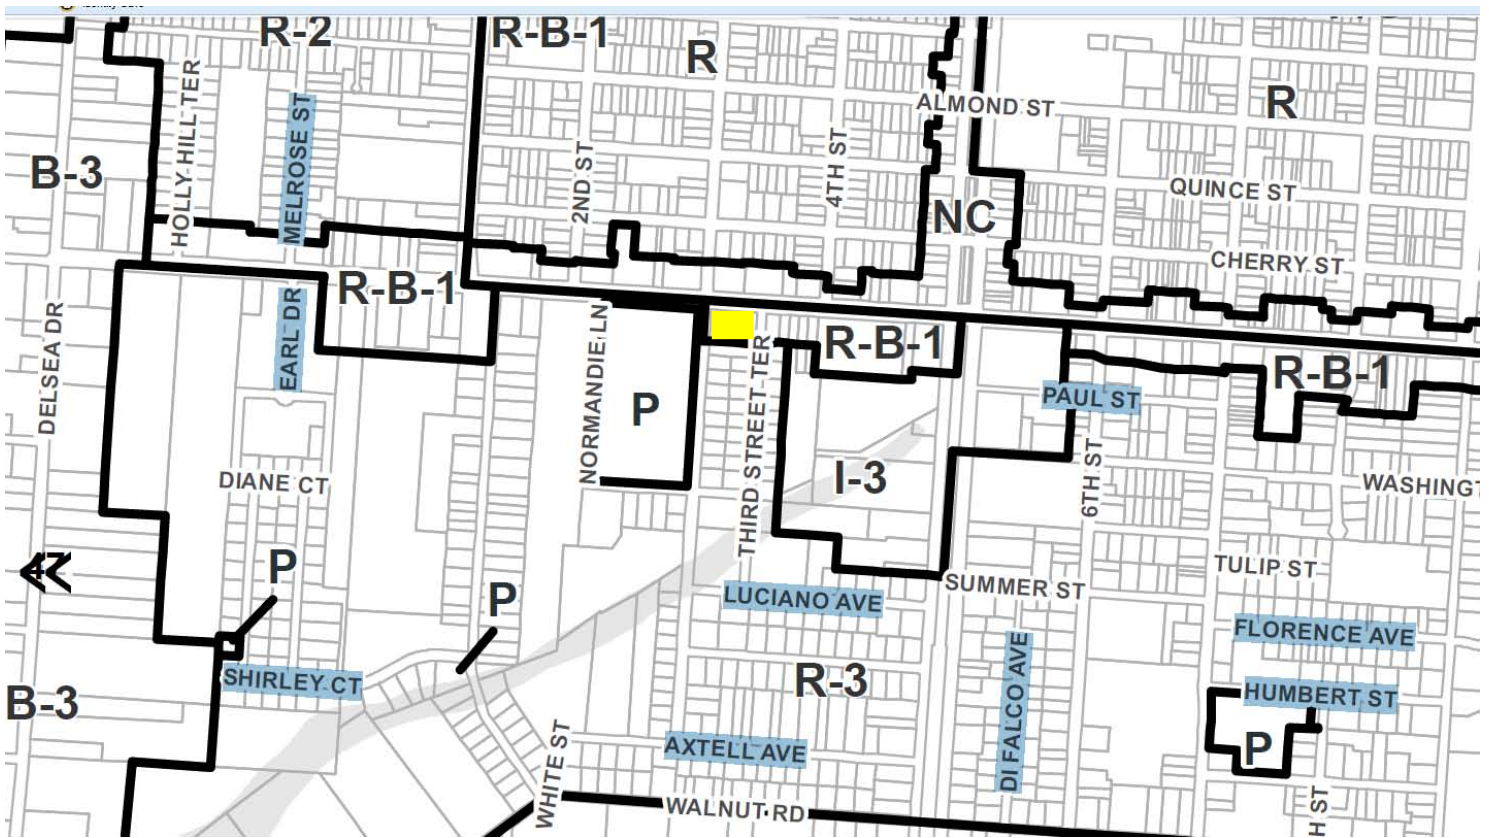 R-2
R-B-1
R
HOLLY HILL TER
MELROSE ST
ALMOND ST
R
B-3
2ND ST
4TH ST
QUINCE ST
NC
CHERRY ST
R-B-1
EARL DR
DELSEA DR
NORMANDIE LN
THIRD STREET TER
R-B-1
R-B-1
PAUL ST
P
6TH ST
DIANE CT
I-3
WASHINGT
47
P
P
SUMMER ST
TULIP ST
LUCIANO AVE
FLORENCE AVE
SHIRLEY CT
R-3
DI FALCO AVE
HUMBERT ST
B-3
WHITE ST
AXTELL AVE
P
WALNUT RD
H ST